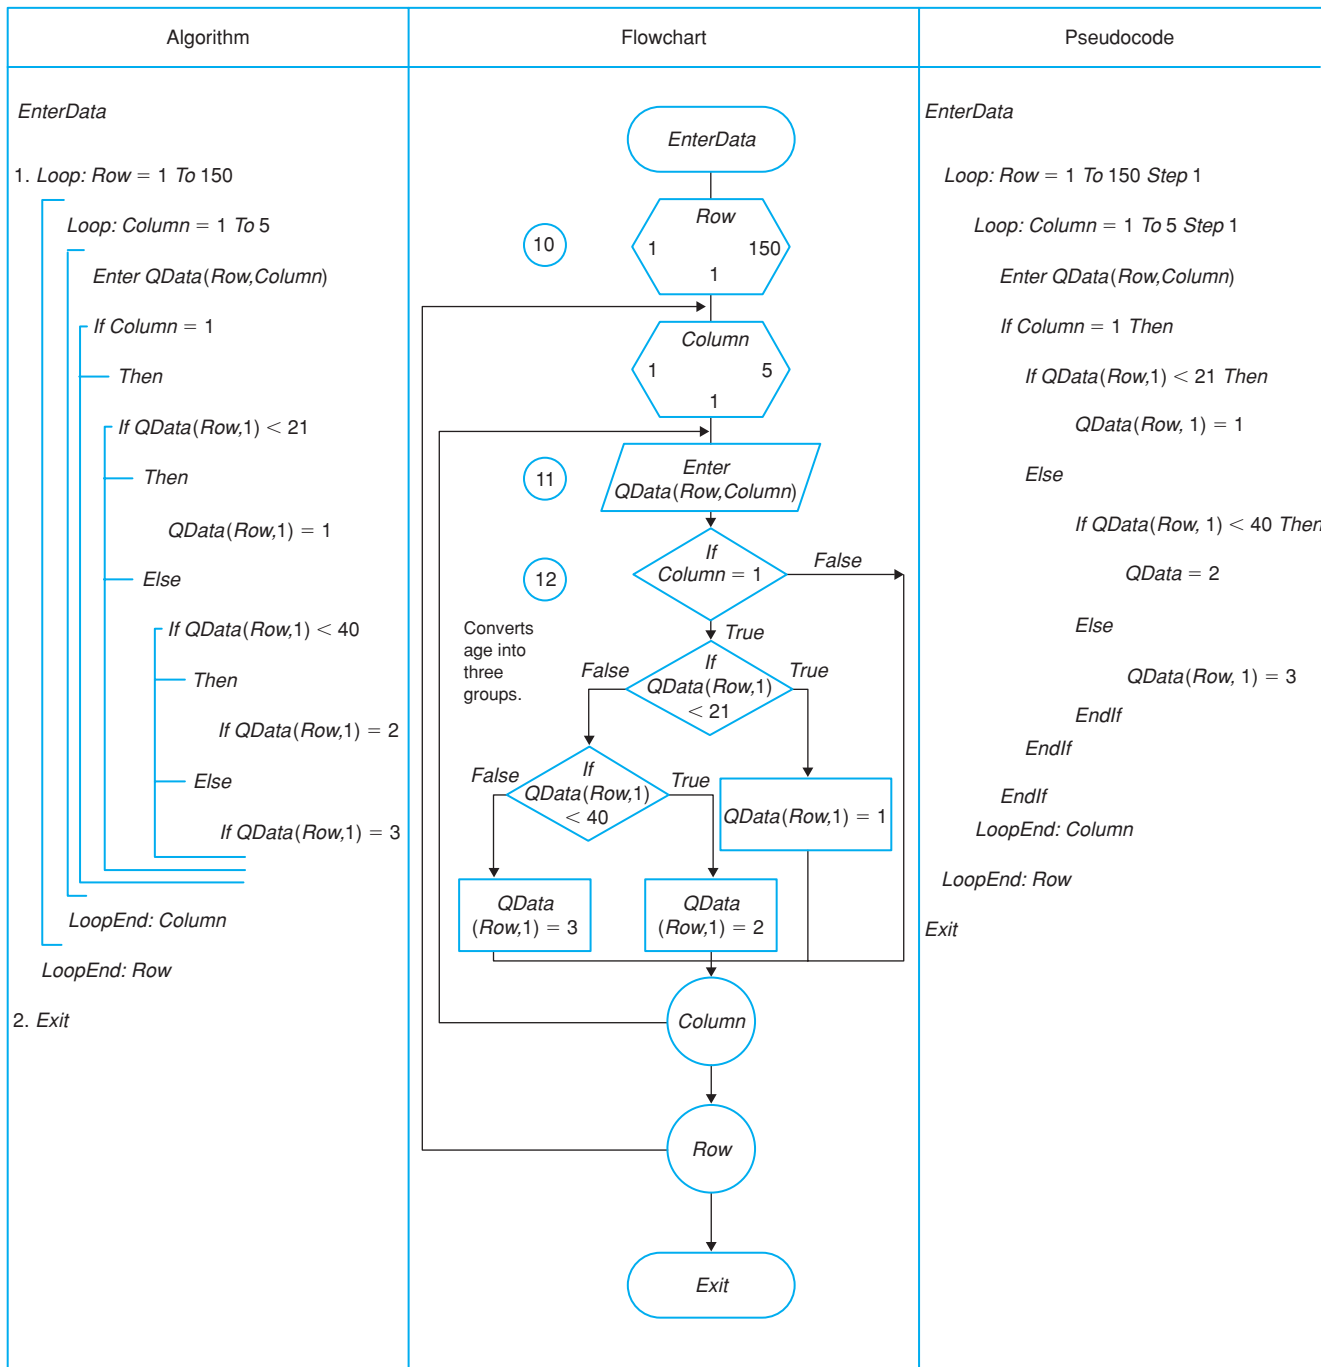 Algorithm
EnterData
1. Loop: Row = 1 To 150
Loop: Column = 1 To 5
Enter QData(Row,Column)
If Column = 1
Then
If QData(Row,1) < 21
Then
QData(Row,1) = 1
Else
If QData(Row,1) < 40
Then
If QData(Row,1) = 2
Else
If QData(Row,1) = 3
LoopEnd: Column
LoopEnd: Row
2. Exit
Flowchart
EnterData
10
Row
1 150
1
Column
1 5
1
11
Enter
QData(Row,Column)
12
If
Column = 1
False
True
Converts
age into
three
groups.
If
QData(Row,1)
< 21
False
True
If
QData(Row,1)
< 40
False
True
QData(Row,1) = 1
QData
(Row,1) = 3
QData
(Row,1) = 2
Column
Row
Exit
Pseudocode
EnterData
Loop: Row = 1 To 150 Step 1
Loop: Column = 1 To 5 Step 1
Enter QData(Row,Column)
If Column = 1 Then
If QData(Row,1) < 21 Then
QData(Row, 1) = 1
Else
If QData(Row, 1) < 40 Then
QData = 2
Else
QData(Row, 1) = 3
EndIf
EndIf
EndIf
LoopEnd: Column
LoopEnd: Row
Exit